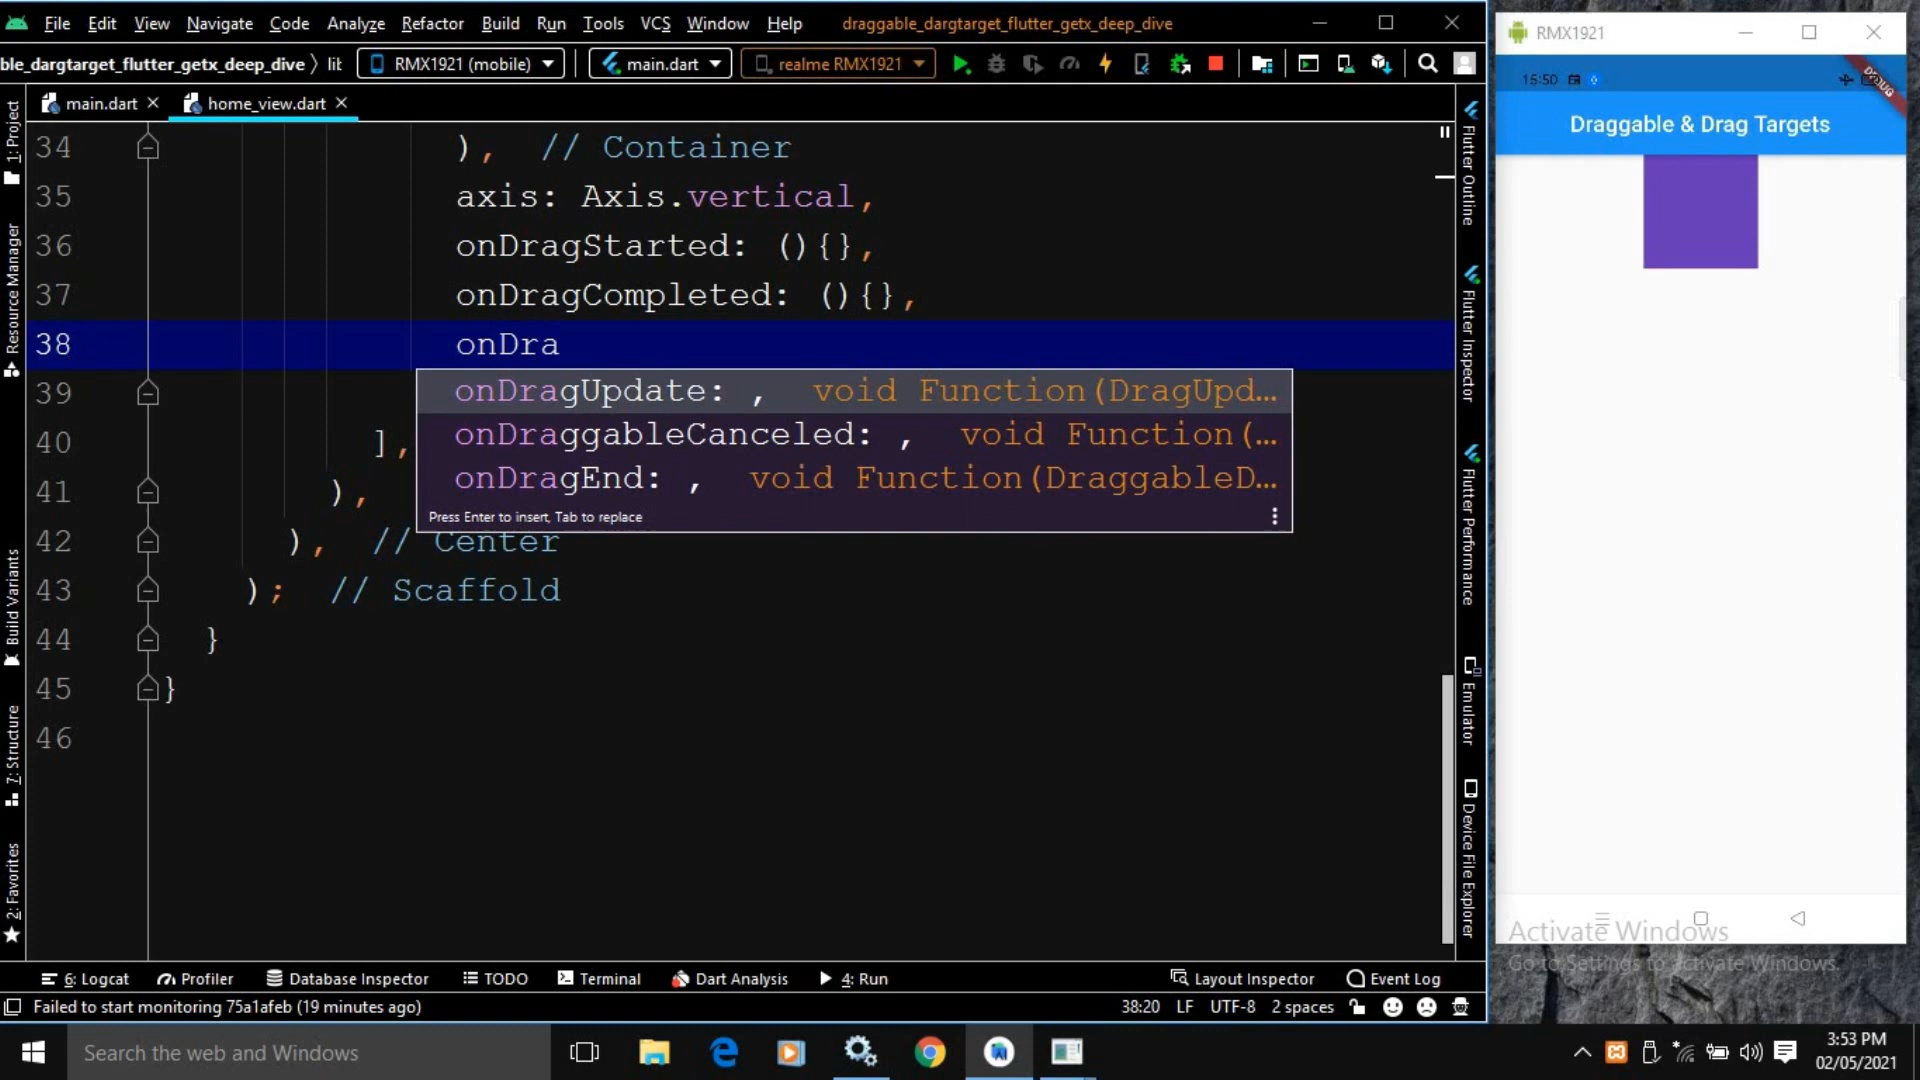 File Edit View Navigate Code Analyze Refactor Build Run Tools VCS Window Help draggable_dargtarget_flutter_getx_deep_dive
ble_dargtarget_flutter_getx_deep_dive lib RMX1921 (mobile) main.dart realme RMX1921
main.dart home_view.dart
34 ), // Container
35 axis: Axis.vertical,
36 onDragStarted: (){},
37 onDragCompleted: (){},
38 onDra
onDragUpdate: , void Function(DragUpd...
onDraggableCanceled: , void Function(...
onDragEnd: , void Function(DraggableD...
Press Enter to insert, Tab to replace
39
40 ],
41 ),
42 ), // Center
43 ); // Scaffold
44 }
45 }
46
1: Project
Resource Manager
Build Variants
7: Structure
2: Favorites
Flutter Outline
Flutter Inspector
Flutter Performance
Emulator
Device File Explorer
6: Logcat Profiler Database Inspector TODO Terminal Dart Analysis 4: Run Layout Inspector Event Log
Failed to start monitoring 75a1afeb (19 minutes ago) 38:20 LF UTF-8 2 spaces
RMX1921
15:50
DEBUG
Draggable & Drag Targets
Activate Windows
Go to Settings to activate Windows.
Search the web and Windows
3:53 PM
02/05/2021